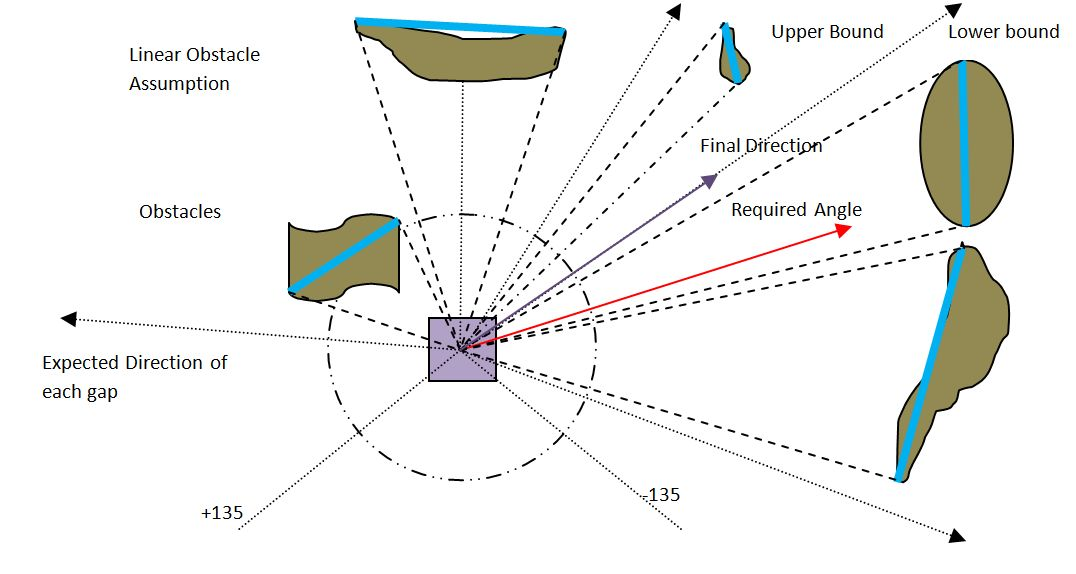 Linear Obstacle
Assumption
Upper Bound
Lower bound
Final Direction
Obstacles
Required Angle
Expected Direction of
each gap
+135
-135